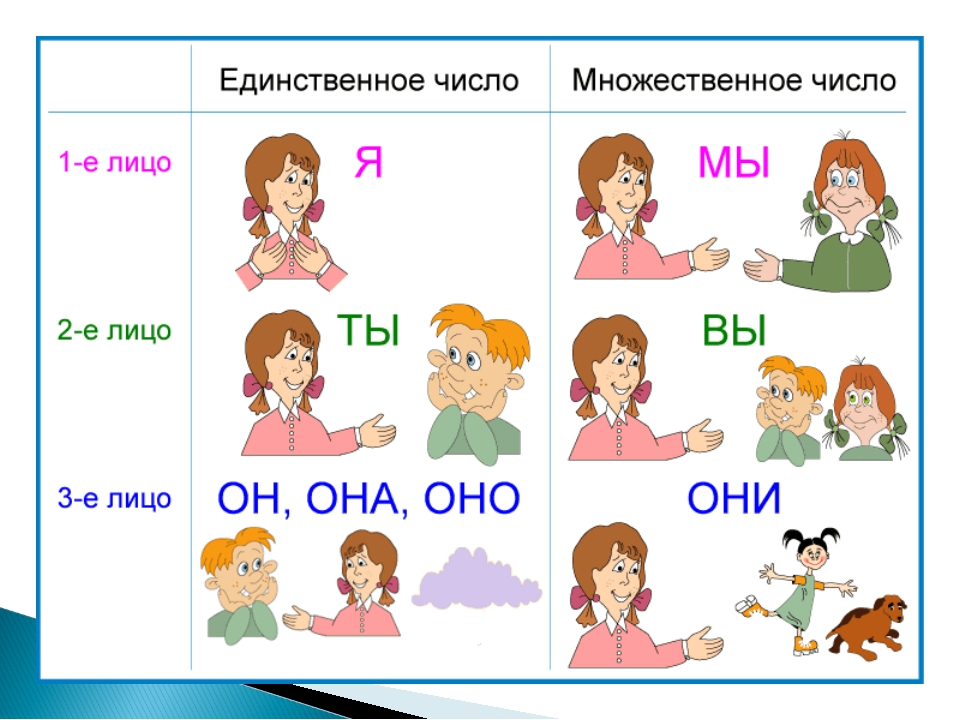 Единственное число Множественное число
1-е лицо Я МЫ
2-е лицо ТЫ ВЫ
3-е лицо ОН, ОНА, ОНО ОНИ